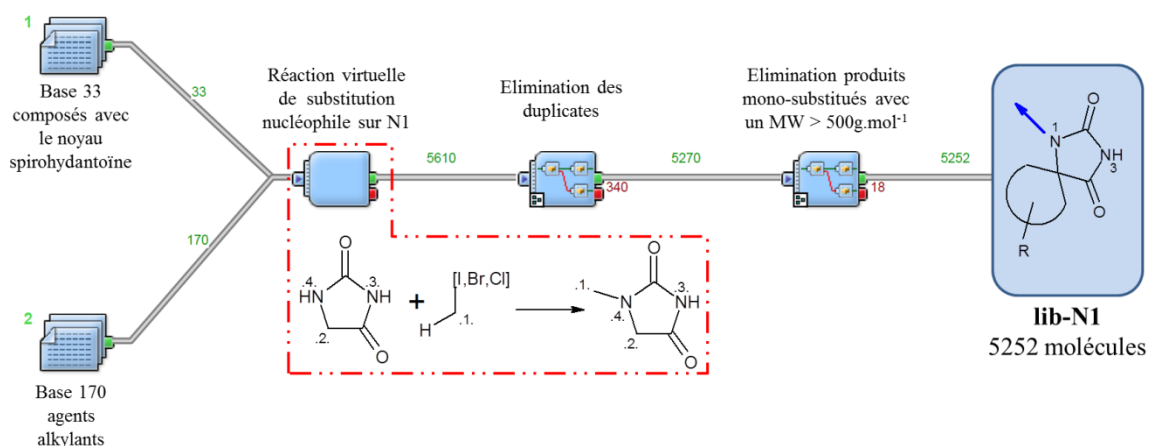 1
Base 33
composés avec
le noyau
spirohydantoïne
33
2
Base 170
agents
alkylants
170
Réaction virtuelle
de substitution
nucléophile sur N1
5610
Elimination des
duplicates
5270
340
Elimination produits
mono-substitués avec
un MW > 500g.mol-1
5252
18
O
.4.
HN
.3.
NH
.2.
O
+
[I,Br,Cl]
H
.1.
O
.1.
N
.4.
.3.
NH
.2.
O
O
1
N
NH
3
O
R
lib-N1
5252 molécules